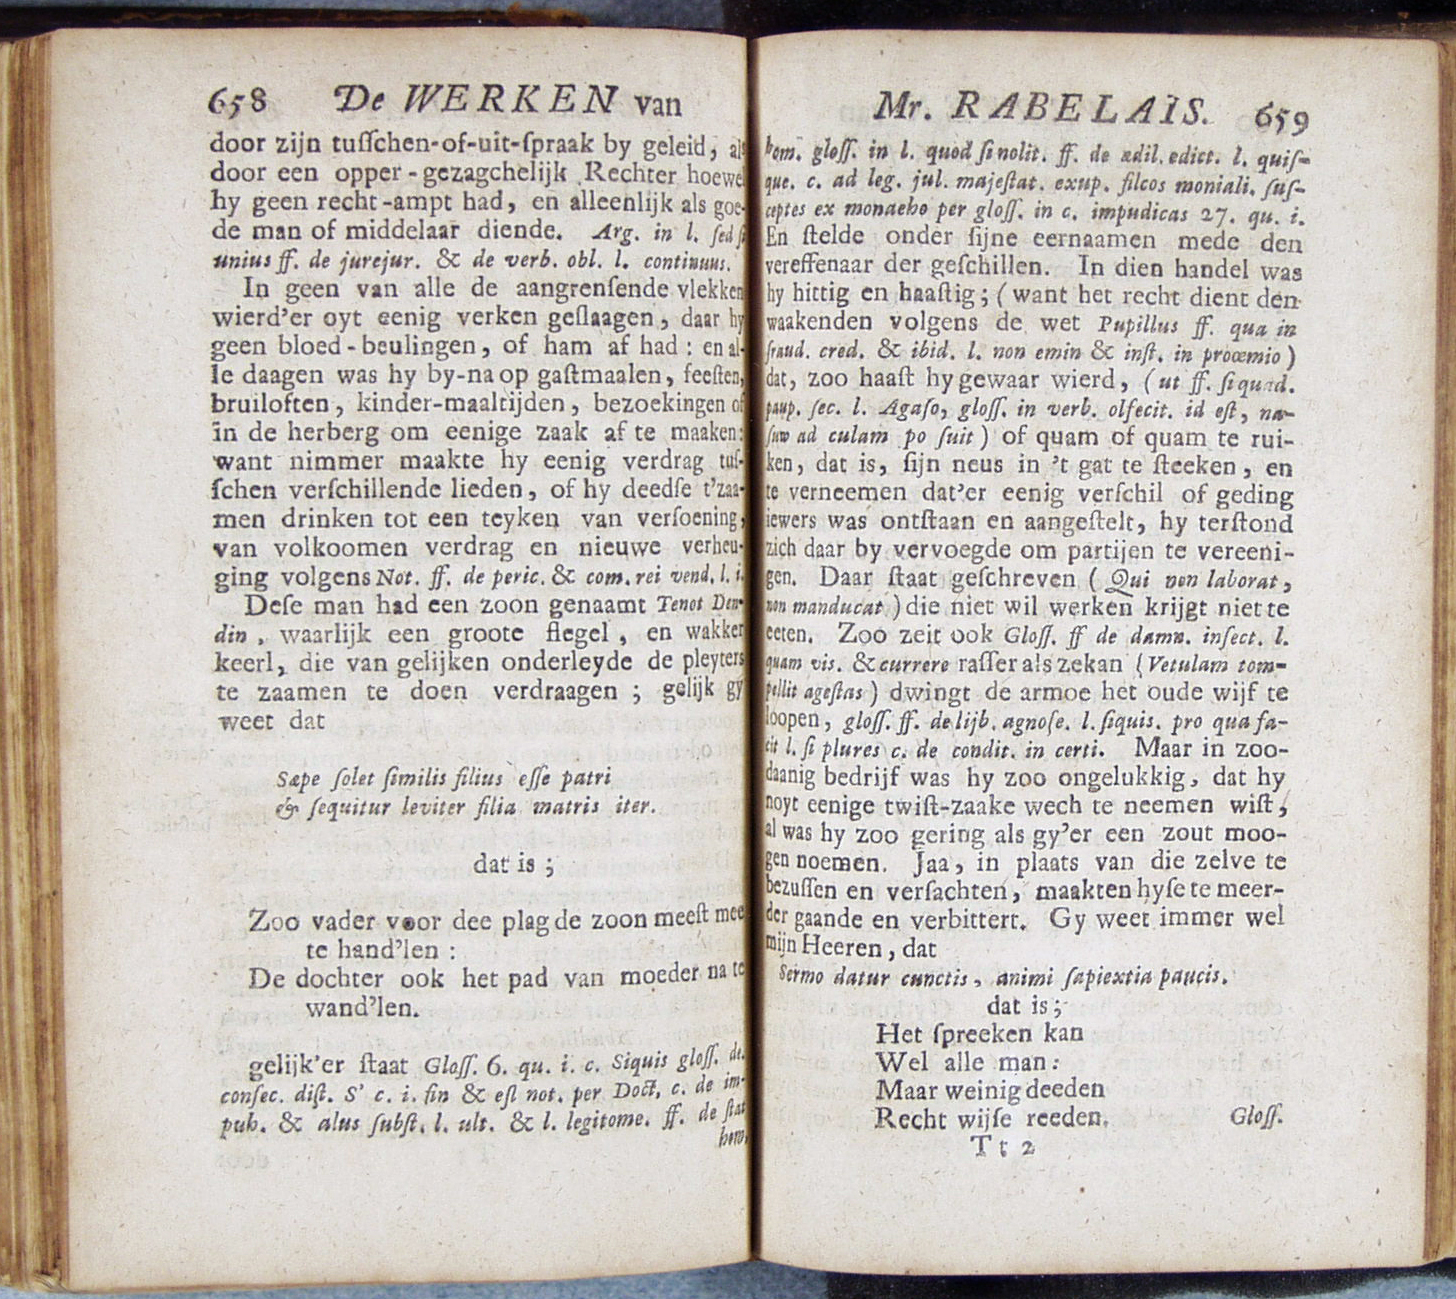 658 De WERKEN van
door zijn tusſchen-of-uit-ſpraak by geleid, als
door een opper-gezagchelijk Rechter hoewel
hy geen recht-ampt had, en alleenlijk als goe-
de man of middelaar diende. Arg. in l. ſed ſi
unius ff. de jurejur. & de verb. obl. l. continuus.
In geen van alle de aangrenſende vlekken
wierd'er oyt eenig verken geſlaagen, daar hy
geen bloed-beulingen, of ham af had: en al-
le daagen was hy by-na op gaſtmaalen, feeſten,
bruiloften, kinder-maaltijden, bezoekingen of
in de herberg om eenige zaak af te maaken:
want nimmer maakte hy eenig verdrag tuſ-
ſchen verſchillende lieden, of hy deedſe t'zaa-
men drinken tot een teyken van verſoening,
van volkoomen verdrag en nieuwe verheu-
ging volgens Not. ff. de peric. & com. rei vend. l. i.
Deſe man had een zoon genaamt Tenot Den-
din, waarlijk een groote flegel, en wakker
keerl, die van gelijken onderleyde de pleyters
te zaamen te doen verdraagen; gelijk gy
weet dat
Sæpe ſolet ſimilis filius eſſe patri
& ſequitur leviter filia matris iter.
dat is;
Zoo vader voor dee plag de zoon meeſt mee
te hand'len:
De dochter ook het pad van moeder na te
wand'len.
gelijk'er ſtaat Gloſſ. 6. qu. i. c. Siquis gloſſ. de.
conſec. diſt. S' c. i. fin & eſt not. per Doct, c. de im-
pub. & alus ſubſt. l. ult. & l. legitome. ff. de ſtat
hom.
Mr. RABELAIS. 659
hom. gloſſ. in l. quod ſi nolit. ff. de ædil. edict. l. quiſ-
que. c. ad leg. jul. majeſtat. exup. filcos moniali. ſuſ-
ceptes ex monacho per gloſſ. in c. impudicas 27. qu. i.
En ſtelde onder ſijne eernaamen mede den
vereffenaar der geſchillen. In dien handel was
hy hittig en haaſtig; (want het recht dient den
waakenden volgens de wet Pupillus ff. qua in
fraud. cred. & ibid. l. non emin & inſt. in proœmio)
dat, zoo haaſt hy gewaar wierd, (ut ff. ſi quad.
paup. fec. l. Agaſo, gloſſ. in verb. olfecit. id eſt, na-
ſuw ad culam po ſuit) of quam of quam te rui-
ken, dat is, ſijn neus in 't gat te ſteeken, en
te verneemen dat'er eenig verſchil of geding
iewers was ontſtaan en aangeſtelt, hy terſtond
zich daar by vervoegde om partijen te vereeni-
gen. Daar ſtaat geſchreven (Qui non laborat,
non manducat) die niet wil werken krijgt niet te
eeten. Zoo zeit ook Gloſſ. ff de damn. infect. l.
quam vis. & currere raſſer als zekan (Vetulam tom-
pellit ageſtas) dwingt de armoe het oude wijf te
loopen, gloſſ. ff. de lijb. agnoſe. l. ſiquis. pro qua fa-
cit l. ſi plures c. de condit. in certi. Maar in zoo-
daanig bedrijf was hy zoo ongelukkig, dat hy
noyt eenige twiſt-zaake wech te neemen wiſt,
al was hy zoo gering als gy'er een zout moo-
gen noemen. Jaa, in plaats van die zelve te
bezuſſen en verſachten, maakten hyſe te meer-
der gaande en verbittert. Gy weet immer wel
mijn Heeren, dat
Sermo datur cunctis, animi ſapiextia paucis.
dat is;
Het ſpreeken kan
Wel alle man:
Maar weinig deeden
Recht wijſe reeden.
Gloſſ.
T t 2